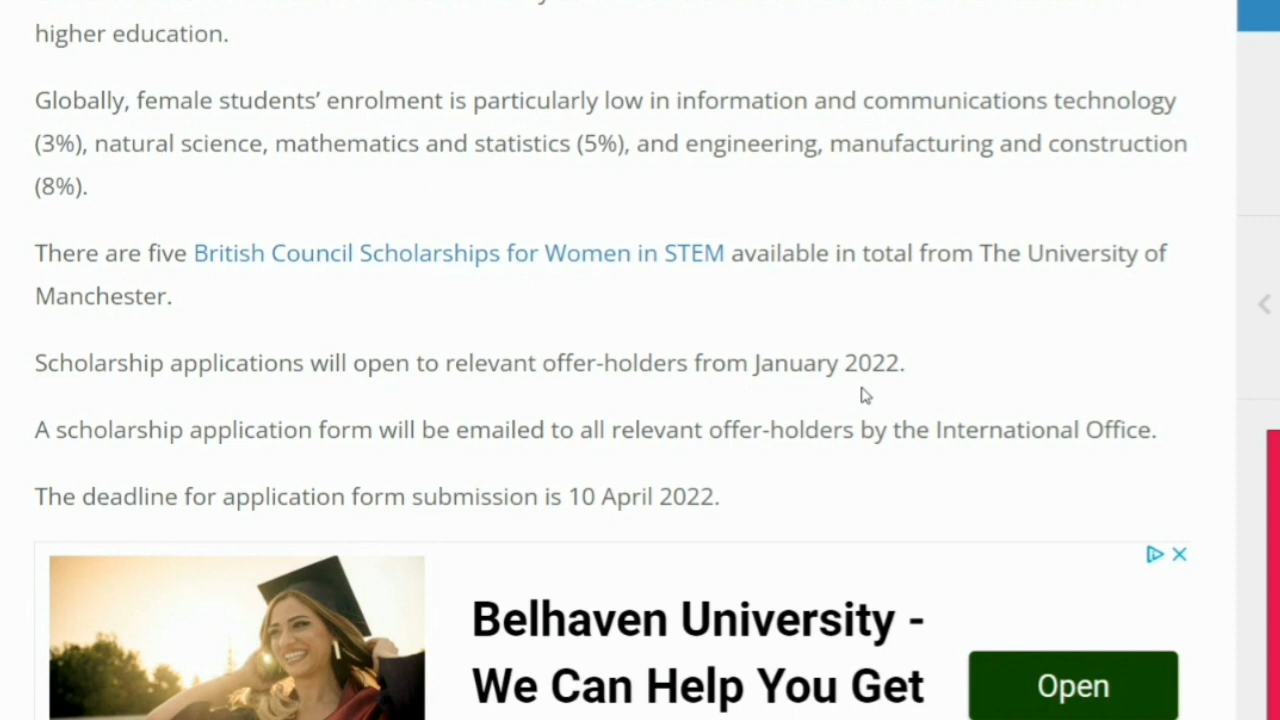 higher education.
Globally, female students’ enrolment is particularly low in information and communications technology
(3%), natural science, mathematics and statistics (5%), and engineering, manufacturing and construction
(8%).
There are five British Council Scholarships for Women in STEM available in total from The University of
Manchester.
Scholarship applications will open to relevant offer-holders from January 2022.
A scholarship application form will be emailed to all relevant offer-holders by the International Office.
The deadline for application form submission is 10 April 2022.
Belhaven University -
We Can Help You Get
Open